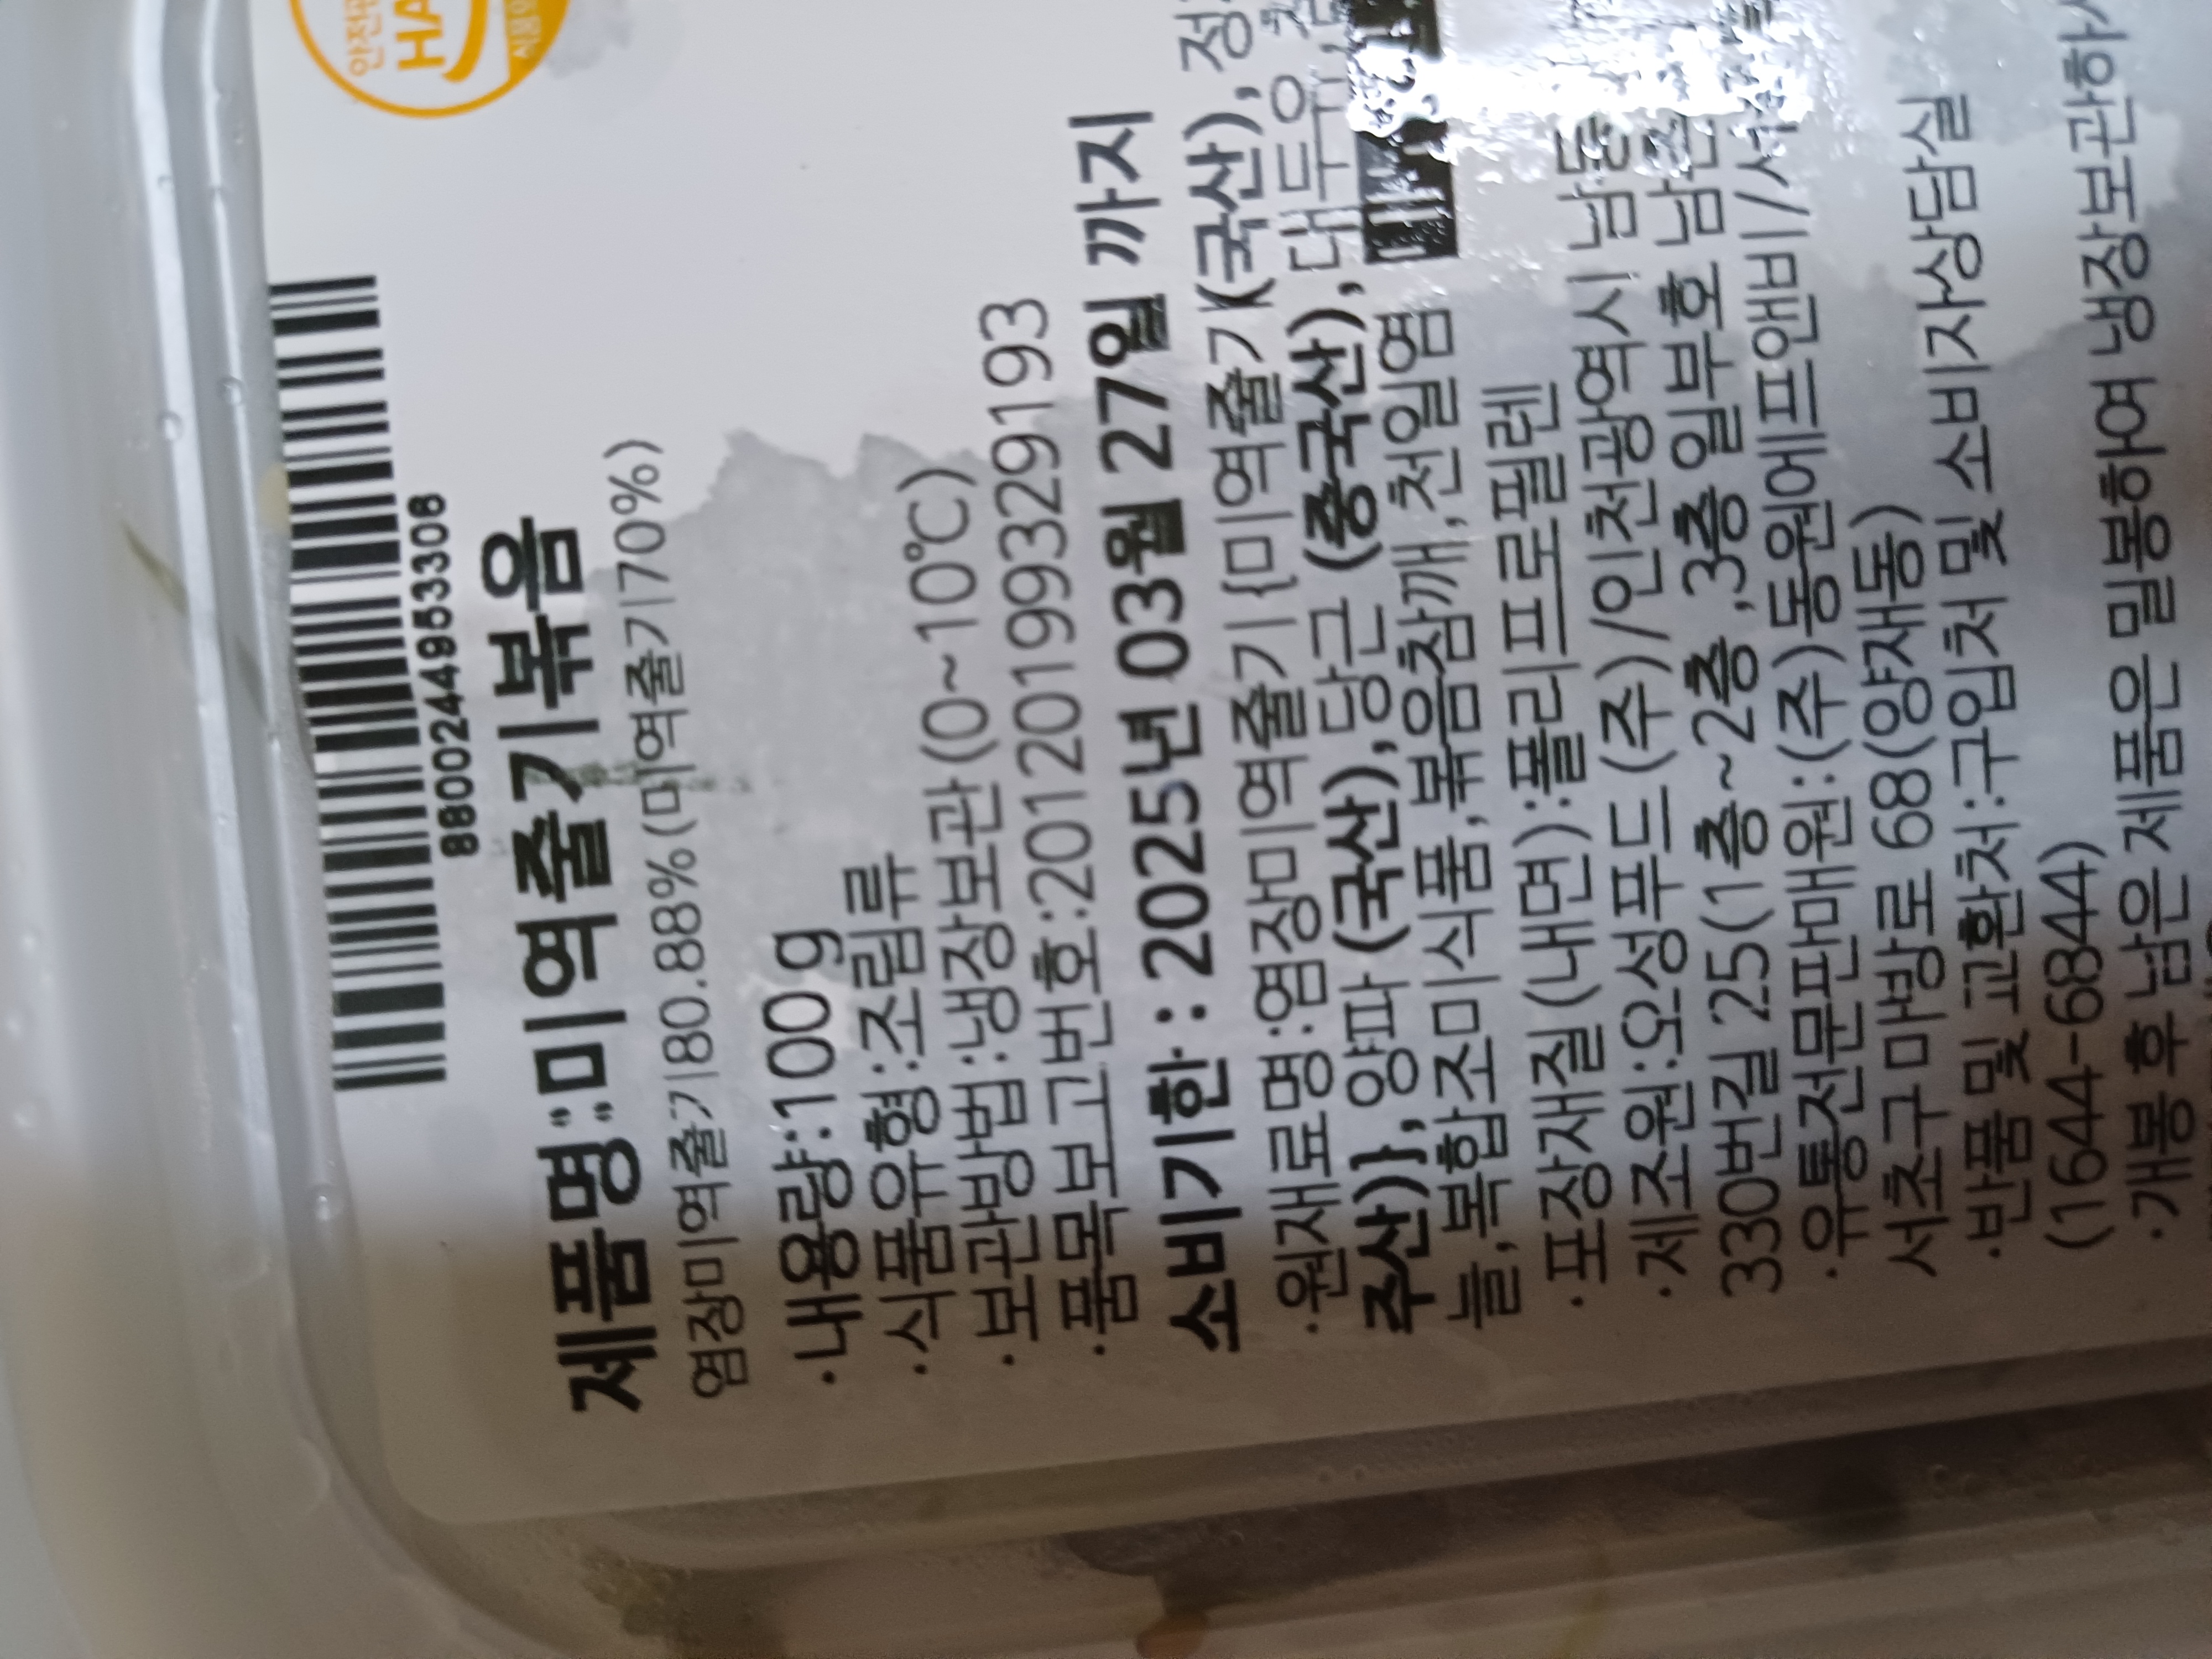 안전관
HA
8800244953308
제품명:미역줄기볶음
염장미역줄기80.88%(미역줄기70%)
·내용량:100g
·식품유형:조림류
·보관방법:냉장보관(0~10℃)
·품목보고번호:20120199329193
소비기한 : 2025년 03월 27일 까지
·원재료명:염장미역줄기{미역줄기(국산),
주산)}, 양파(국산),당근 (중국산), 대두유,
늘,복합조미식품,볶음참깨,천일염
·포장재질(내면):폴리프로필렌
·제조원:오성푸드(주)/인천광역시 남동
330번길 25(1층~2층 ,3층 일부호
·유통전문판매원:(주)동원에프앤비/서울
서초구 마방로 68(양재동)
·반품 및 교환처:구입처 및 소비자상담실
(1644-6844)
·개봉 후 남은 제품은 밀봉하여 냉장보관하